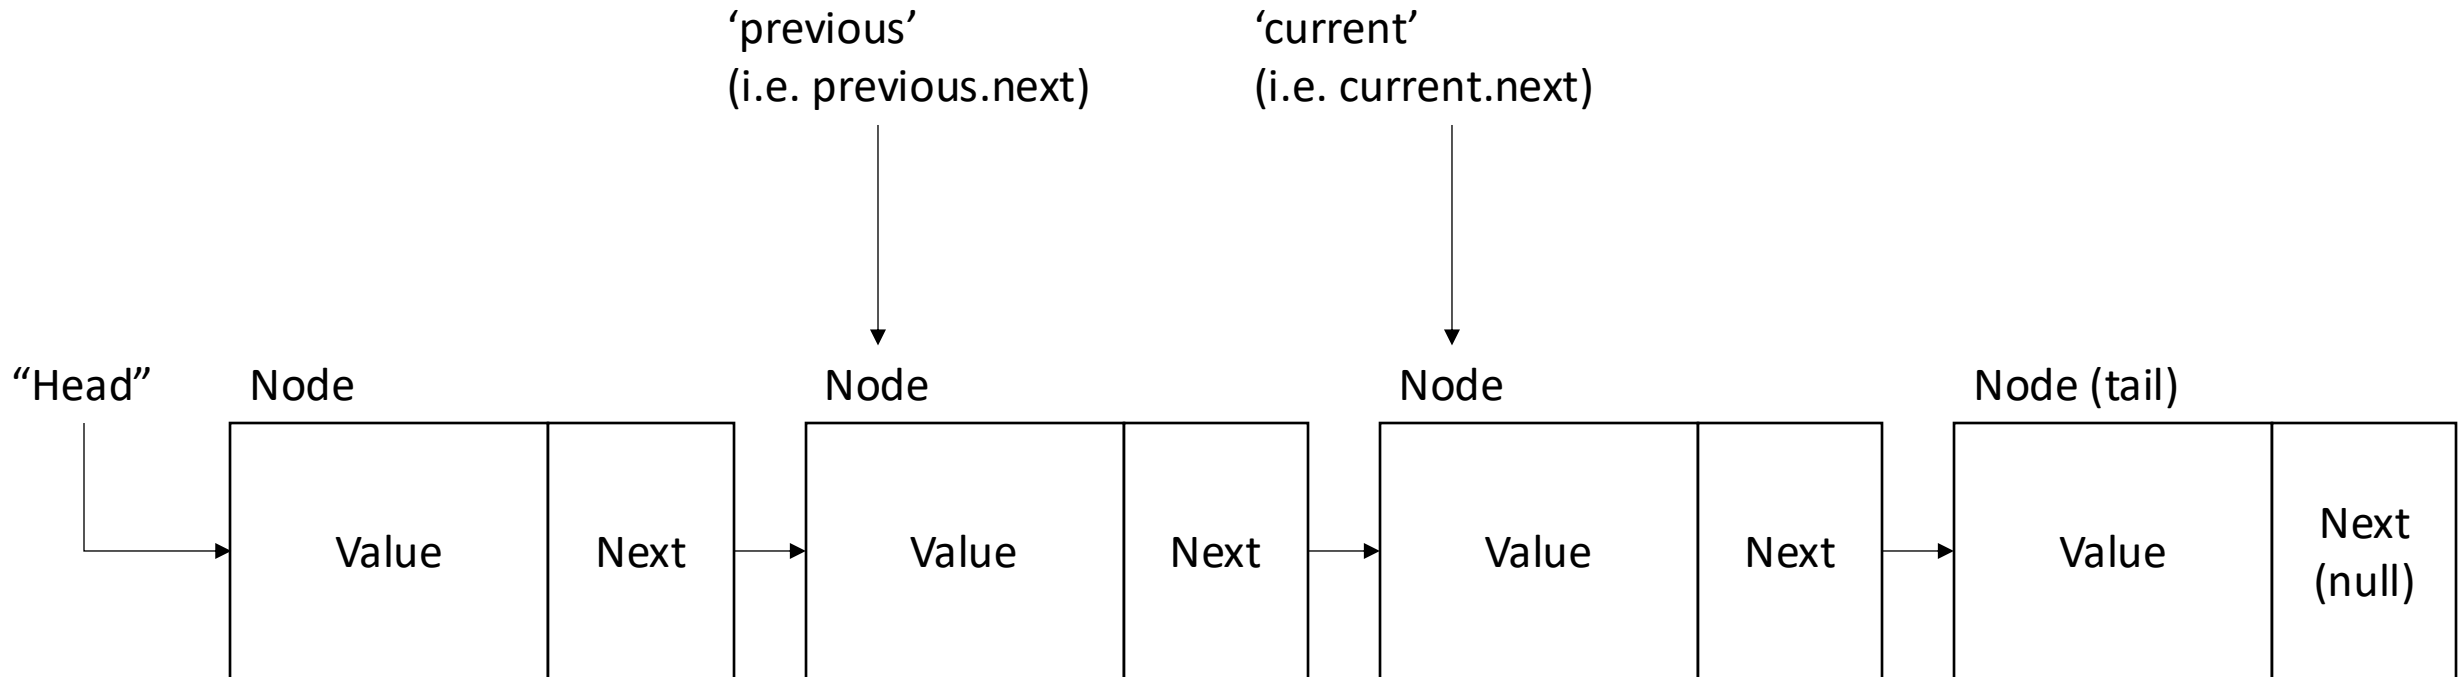 ‘previous’
(i.e. previous.next)
‘current’
(i.e. current.next)
“Head”
Node
Node
Node
Node (tail)
Value
Next
Value
Next
Value
Next
Value
Next
(null)